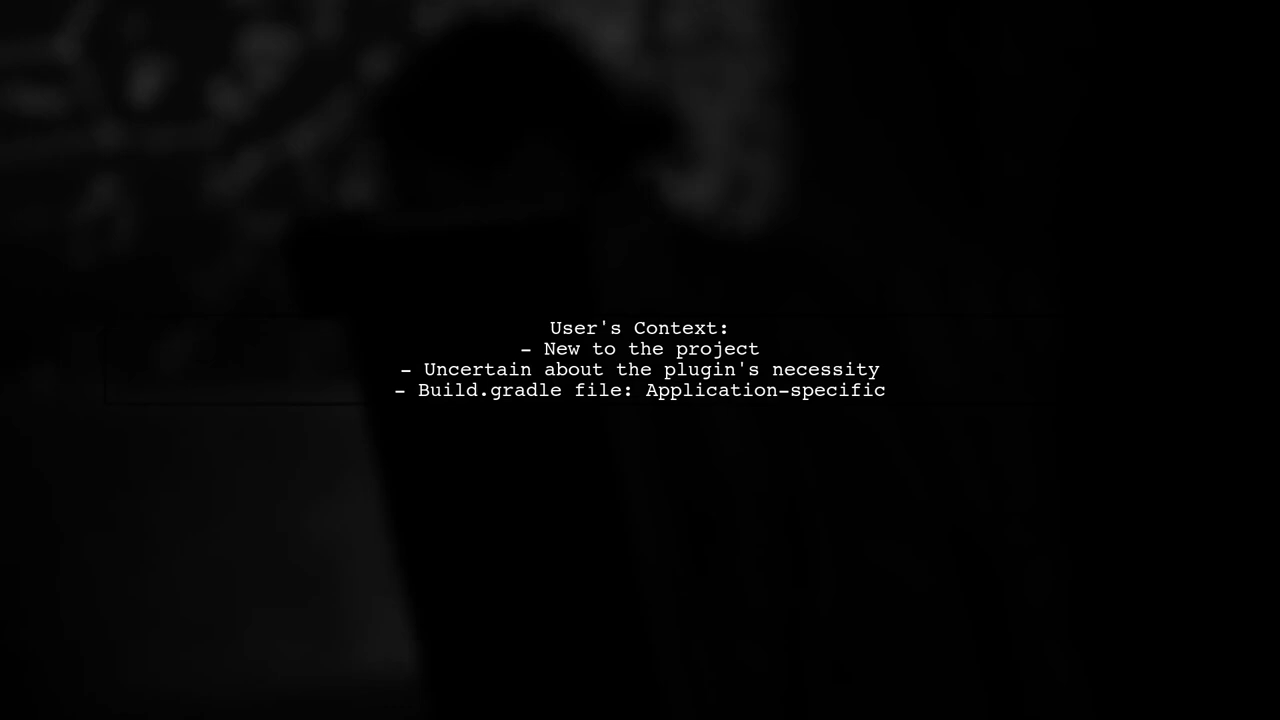 User's Context:
- New to the project
- Uncertain about the plugin's necessity
- Build.gradle file: Application-specific